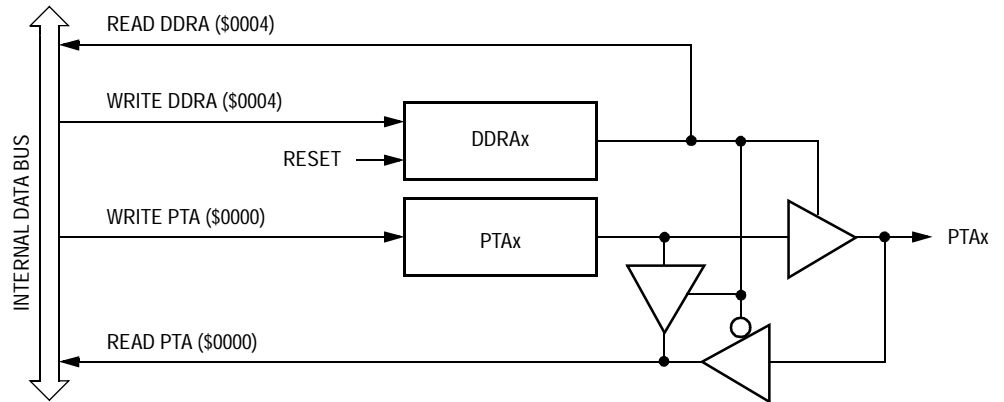 READ DDRA ($0004)
WRITE DDRA ($0004)
DDRAx
RESET
WRITE PTA ($0000)
PTAx
PTAx
INTERNAL DATA BUS
READ PTA ($0000)